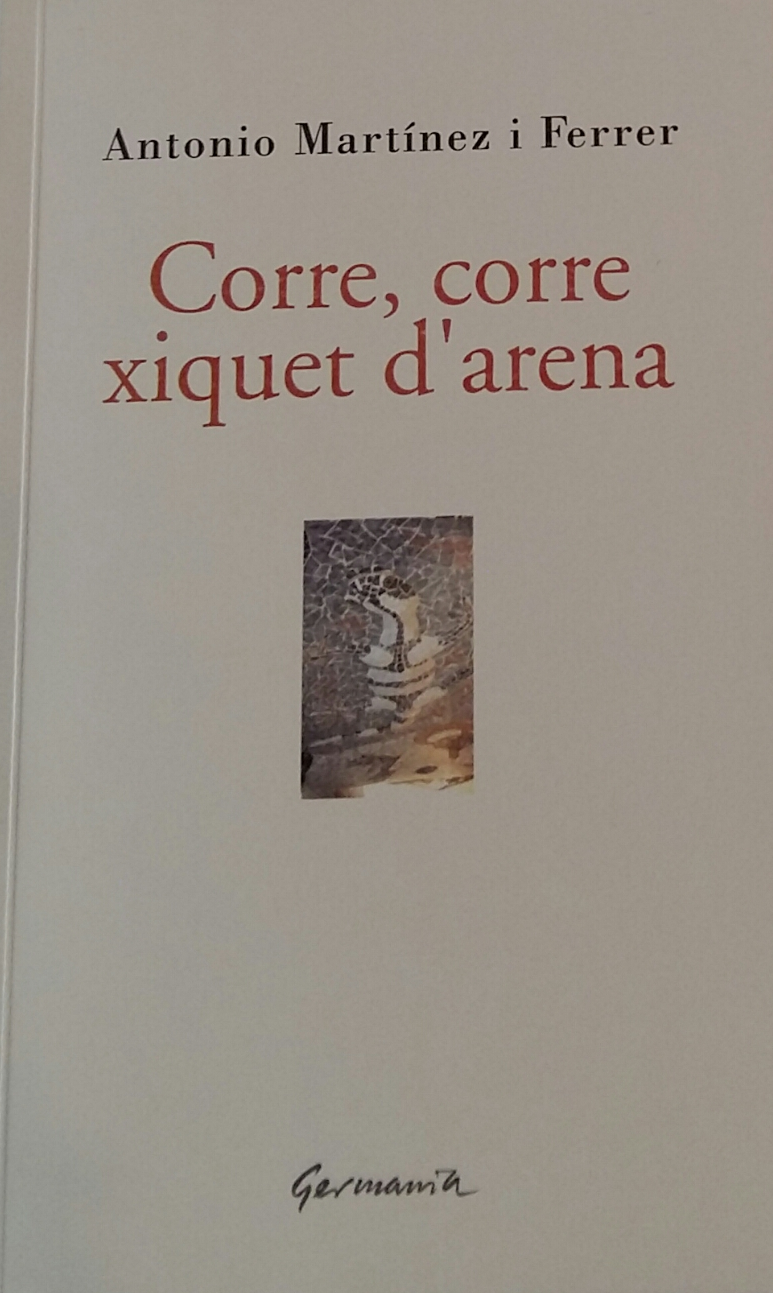 Antonio Martínez i Ferrer
Corre, corre
xiquet d'arena
Germania